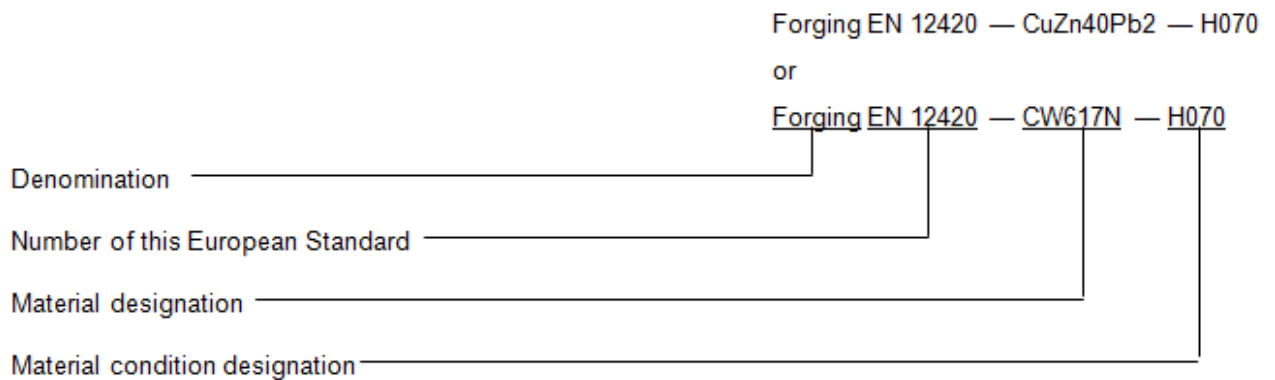 Forging EN 12420 — CuZn40Pb2 — H070
or
Forging EN 12420 — CW617N — H070
Denomination
Number of this European Standard
Material designation
Material condition designation